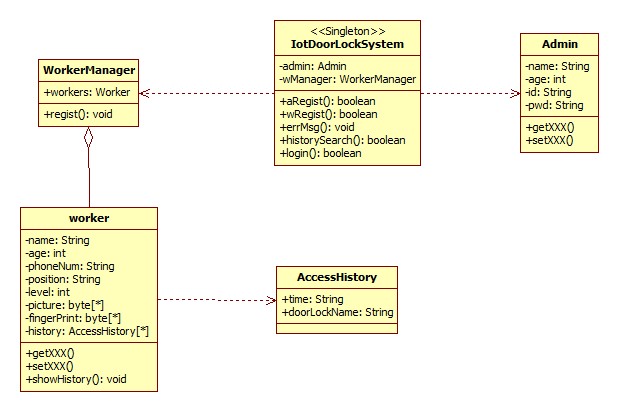 <<Singleton>>
IotDoorLockSystem
-admin: Admin
-wManager: WorkerManager
+aRegist(): boolean
+wRegist(): boolean
+errMsg(): void
+historySearch(): boolean
+login(): boolean
Admin
-name: String
-age: int
-id: String
-pwd: String
+getXXX()
+setXXX()
WorkerManager
+workers: Worker
+regist(): void
worker
-name: String
-age: int
-phoneNum: String
-position: String
-level: int
-picture: byte[*]
-fingerPrint: byte[*]
-history: AccessHistory[*]
+getXXX()
+setXXX()
+showHistory(): void
AccessHistory
+time: String
+doorLockName: String